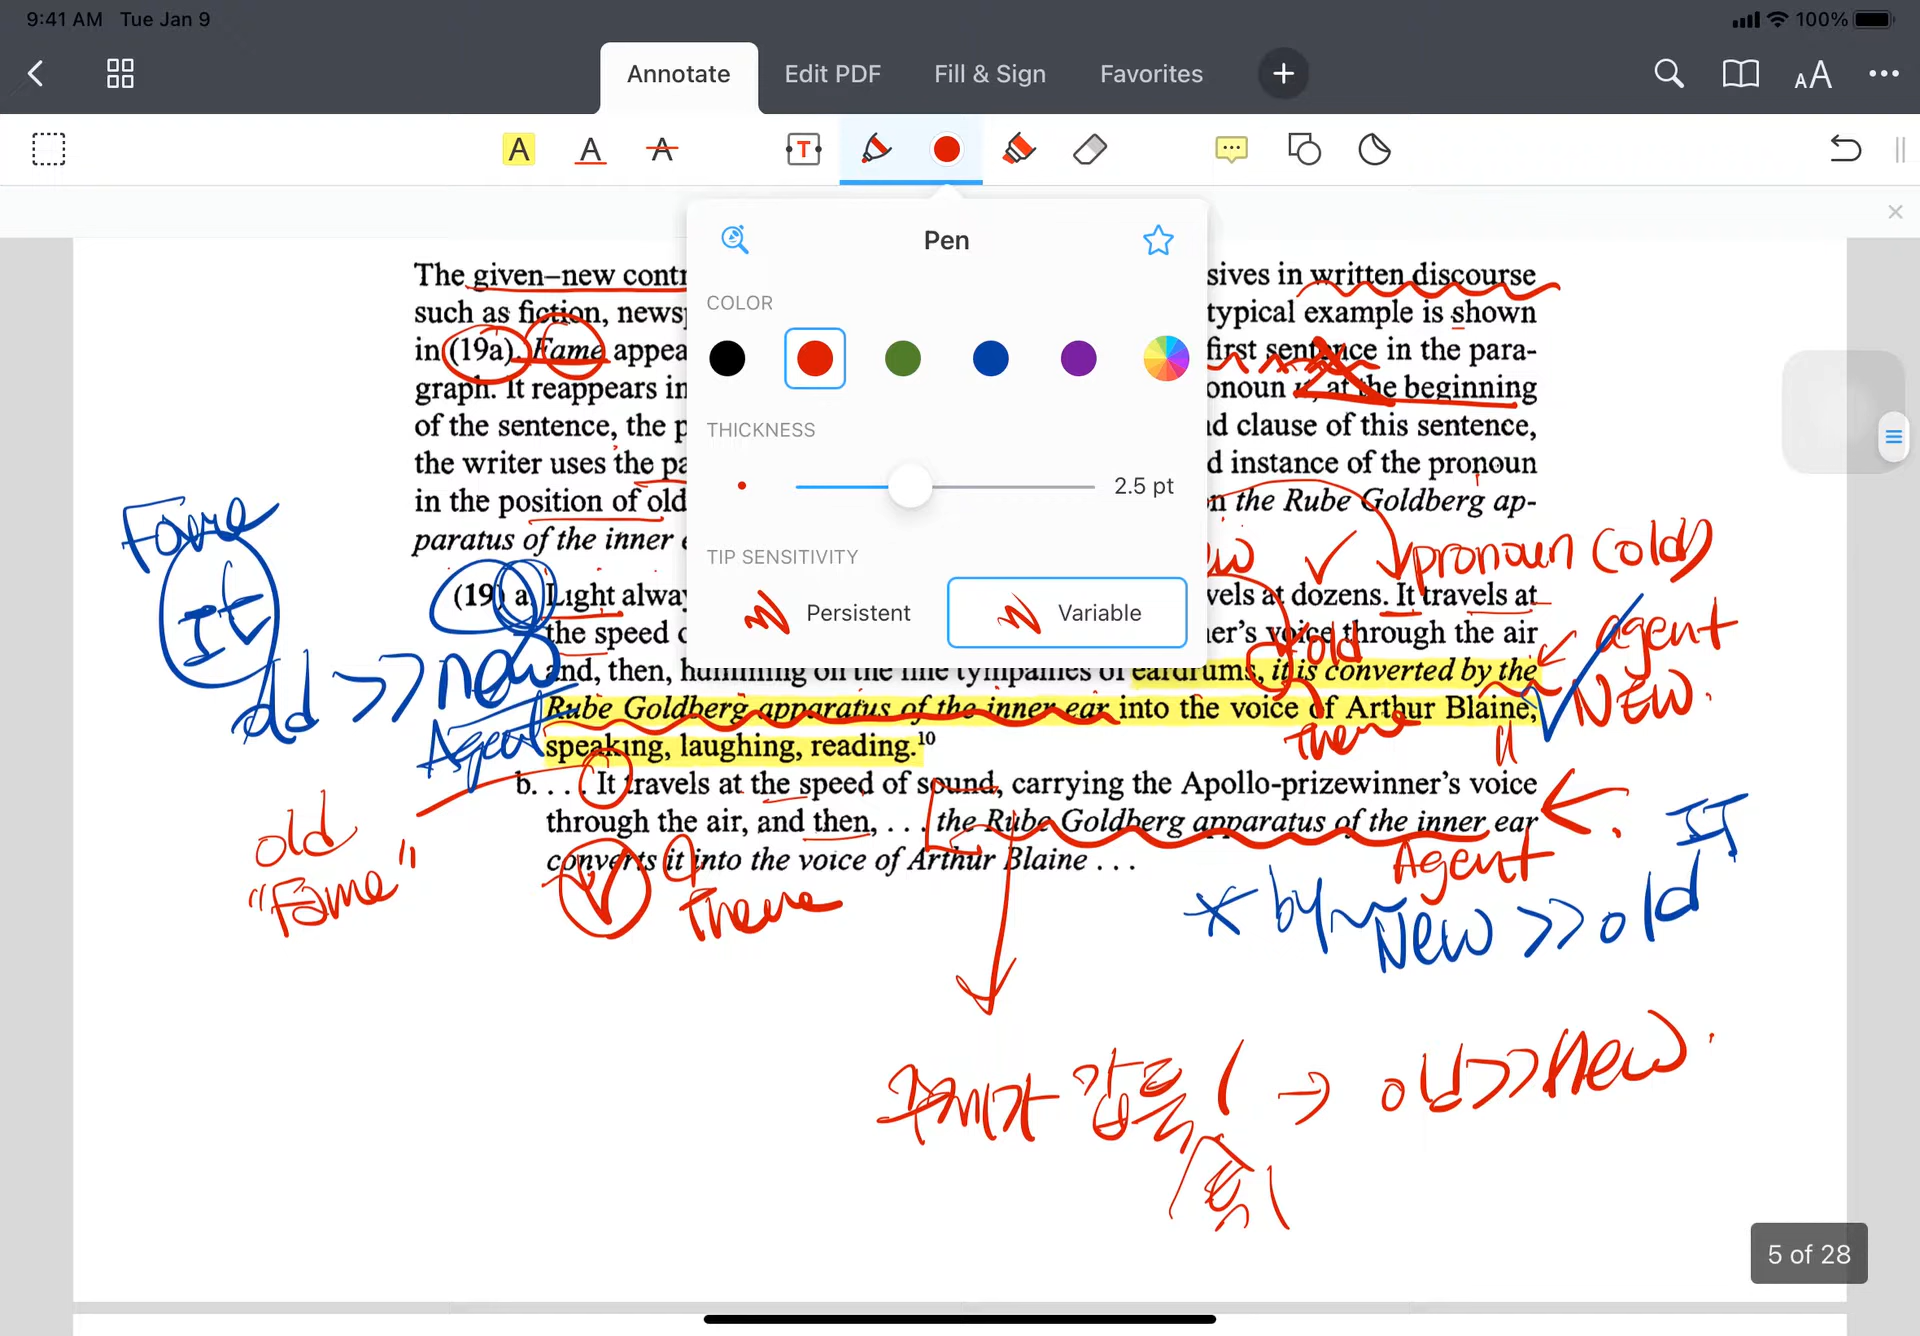 9:41 AM Tue Jan 9
100%
Annotate
Edit PDF
Fill & Sign
Favorites
Pen
COLOR
THICKNESS
2.5 pt
TIP SENSITIVITY
Persistent
Variable
The given–new contr
sives in written discourse
such as fiction, newsp
typical example is shown
in (19a). Fame appea
first sentence in the para-
graph. It reappears in
onoun it, at the beginning
of the sentence, the p
d clause of this sentence,
the writer uses the pa
d instance of the pronoun
in the position of old
n the Rube Goldberg ap-
paratus of the inner e
Fame
It
old >> new
Agent
pronoun (old)
(19) a. Light alway
vels at dozens. It travels at
the speed o
er's voice through the air
old
Agent
and, then, humming on the fine tympanies of eardrums, it is converted by the
NEW.
Rube Goldberg apparatus of the inner ear into the voice of Arthur Blaine,
theme
speaking, laughing, reading.10
b. . . . It travels at the speed of sound, carrying the Apollo-prizewinner's voice
through the air, and then, . . . the Rube Goldberg apparatus of the inner ear
converts it into the voice of Arthur Blaine . . .
old
"Fame"
V
Theme
Agent
IT
* by~
New >> old
→ old >> New.
5 of 28